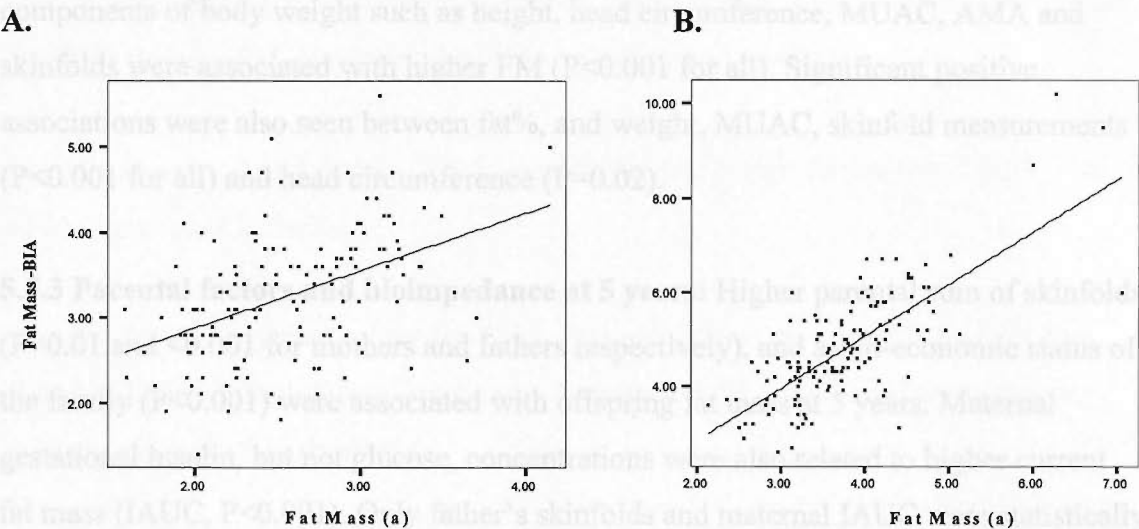 components of body weight such as height, head circumference, MUAC, AMA and
A.
B.
skinfolds were associated with higher FM (P<0.001 for all). Significant positive
associations were also seen between fat%, and weight, MUAC, skinfold measurements
(P<0.001 for all) and head circumference (P=0.02).
5.00
4.00
3.00
2.00
Fat Mass-BIA
2.00
3.00
4.00
Fat Mass (a)
10.00
8.00
6.00
4.00
2.00
3.00
4.00
5.00
6.00
7.00
Fat Mass (a)
Parental factors and bioimpedance at 5 years: Higher parental sum of skinfolds
for mothers and fathers respectively), and economic status of
the family (P<0.001) were associated with offspring fat mass at 5 years. Maternal
gestational insulin, but not glucose, concentrations were also related to higher current
fat mass (IAUC, P<0.001). Only father's skinfolds and maternal IAUC statistically